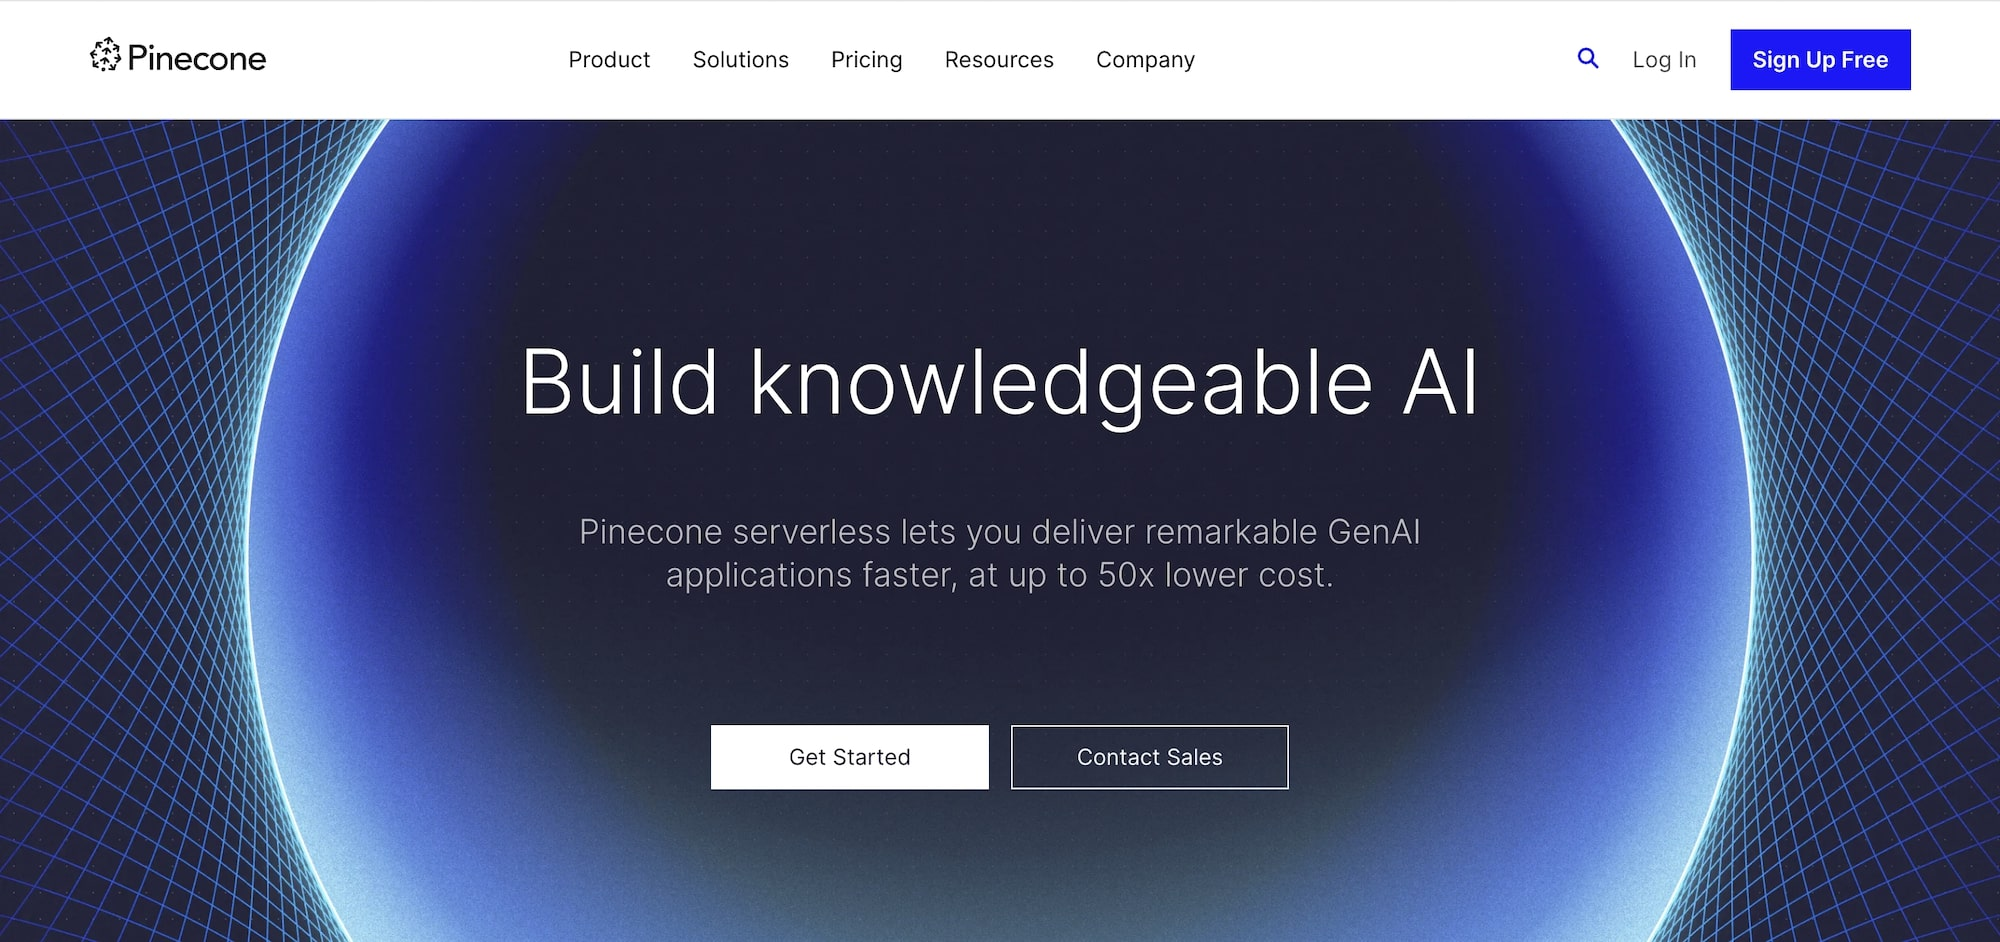 Pinecone
Product Solutions Pricing Resources Company
Log In
Sign Up Free
Build knowledgeable AI
Pinecone serverless lets you deliver remarkable GenAI
applications faster, at up to 50x lower cost.
Get Started
Contact Sales